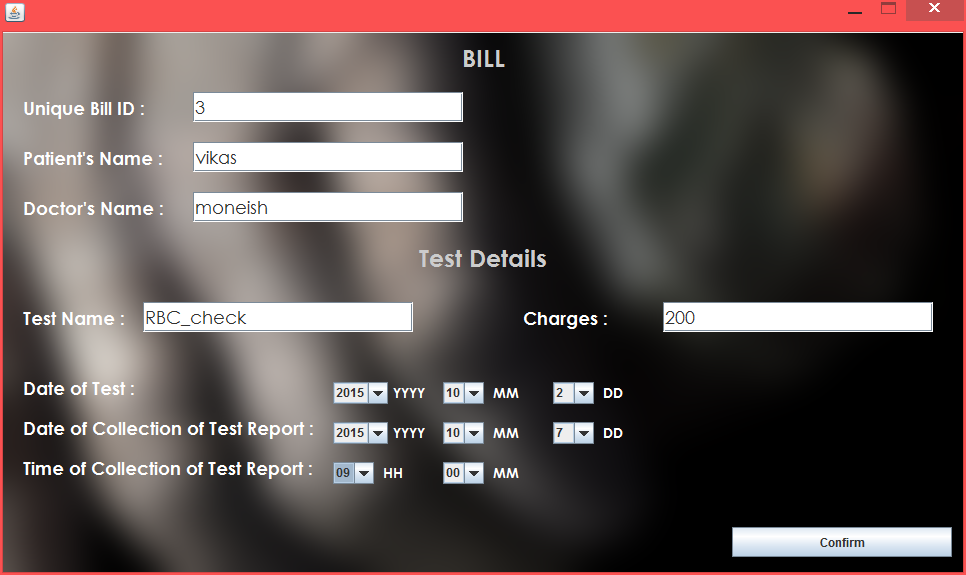 BILL
Unique Bill ID : 3
Patient's Name : vikas
Doctor's Name : moneish
Test Details
Test Name : RBC_check Charges : 200
Date of Test : 2015 YYYY 10 MM 2 DD
Date of Collection of Test Report : 2015 YYYY 10 MM 7 DD
Time of Collection of Test Report : 09 HH 00 MM
Confirm